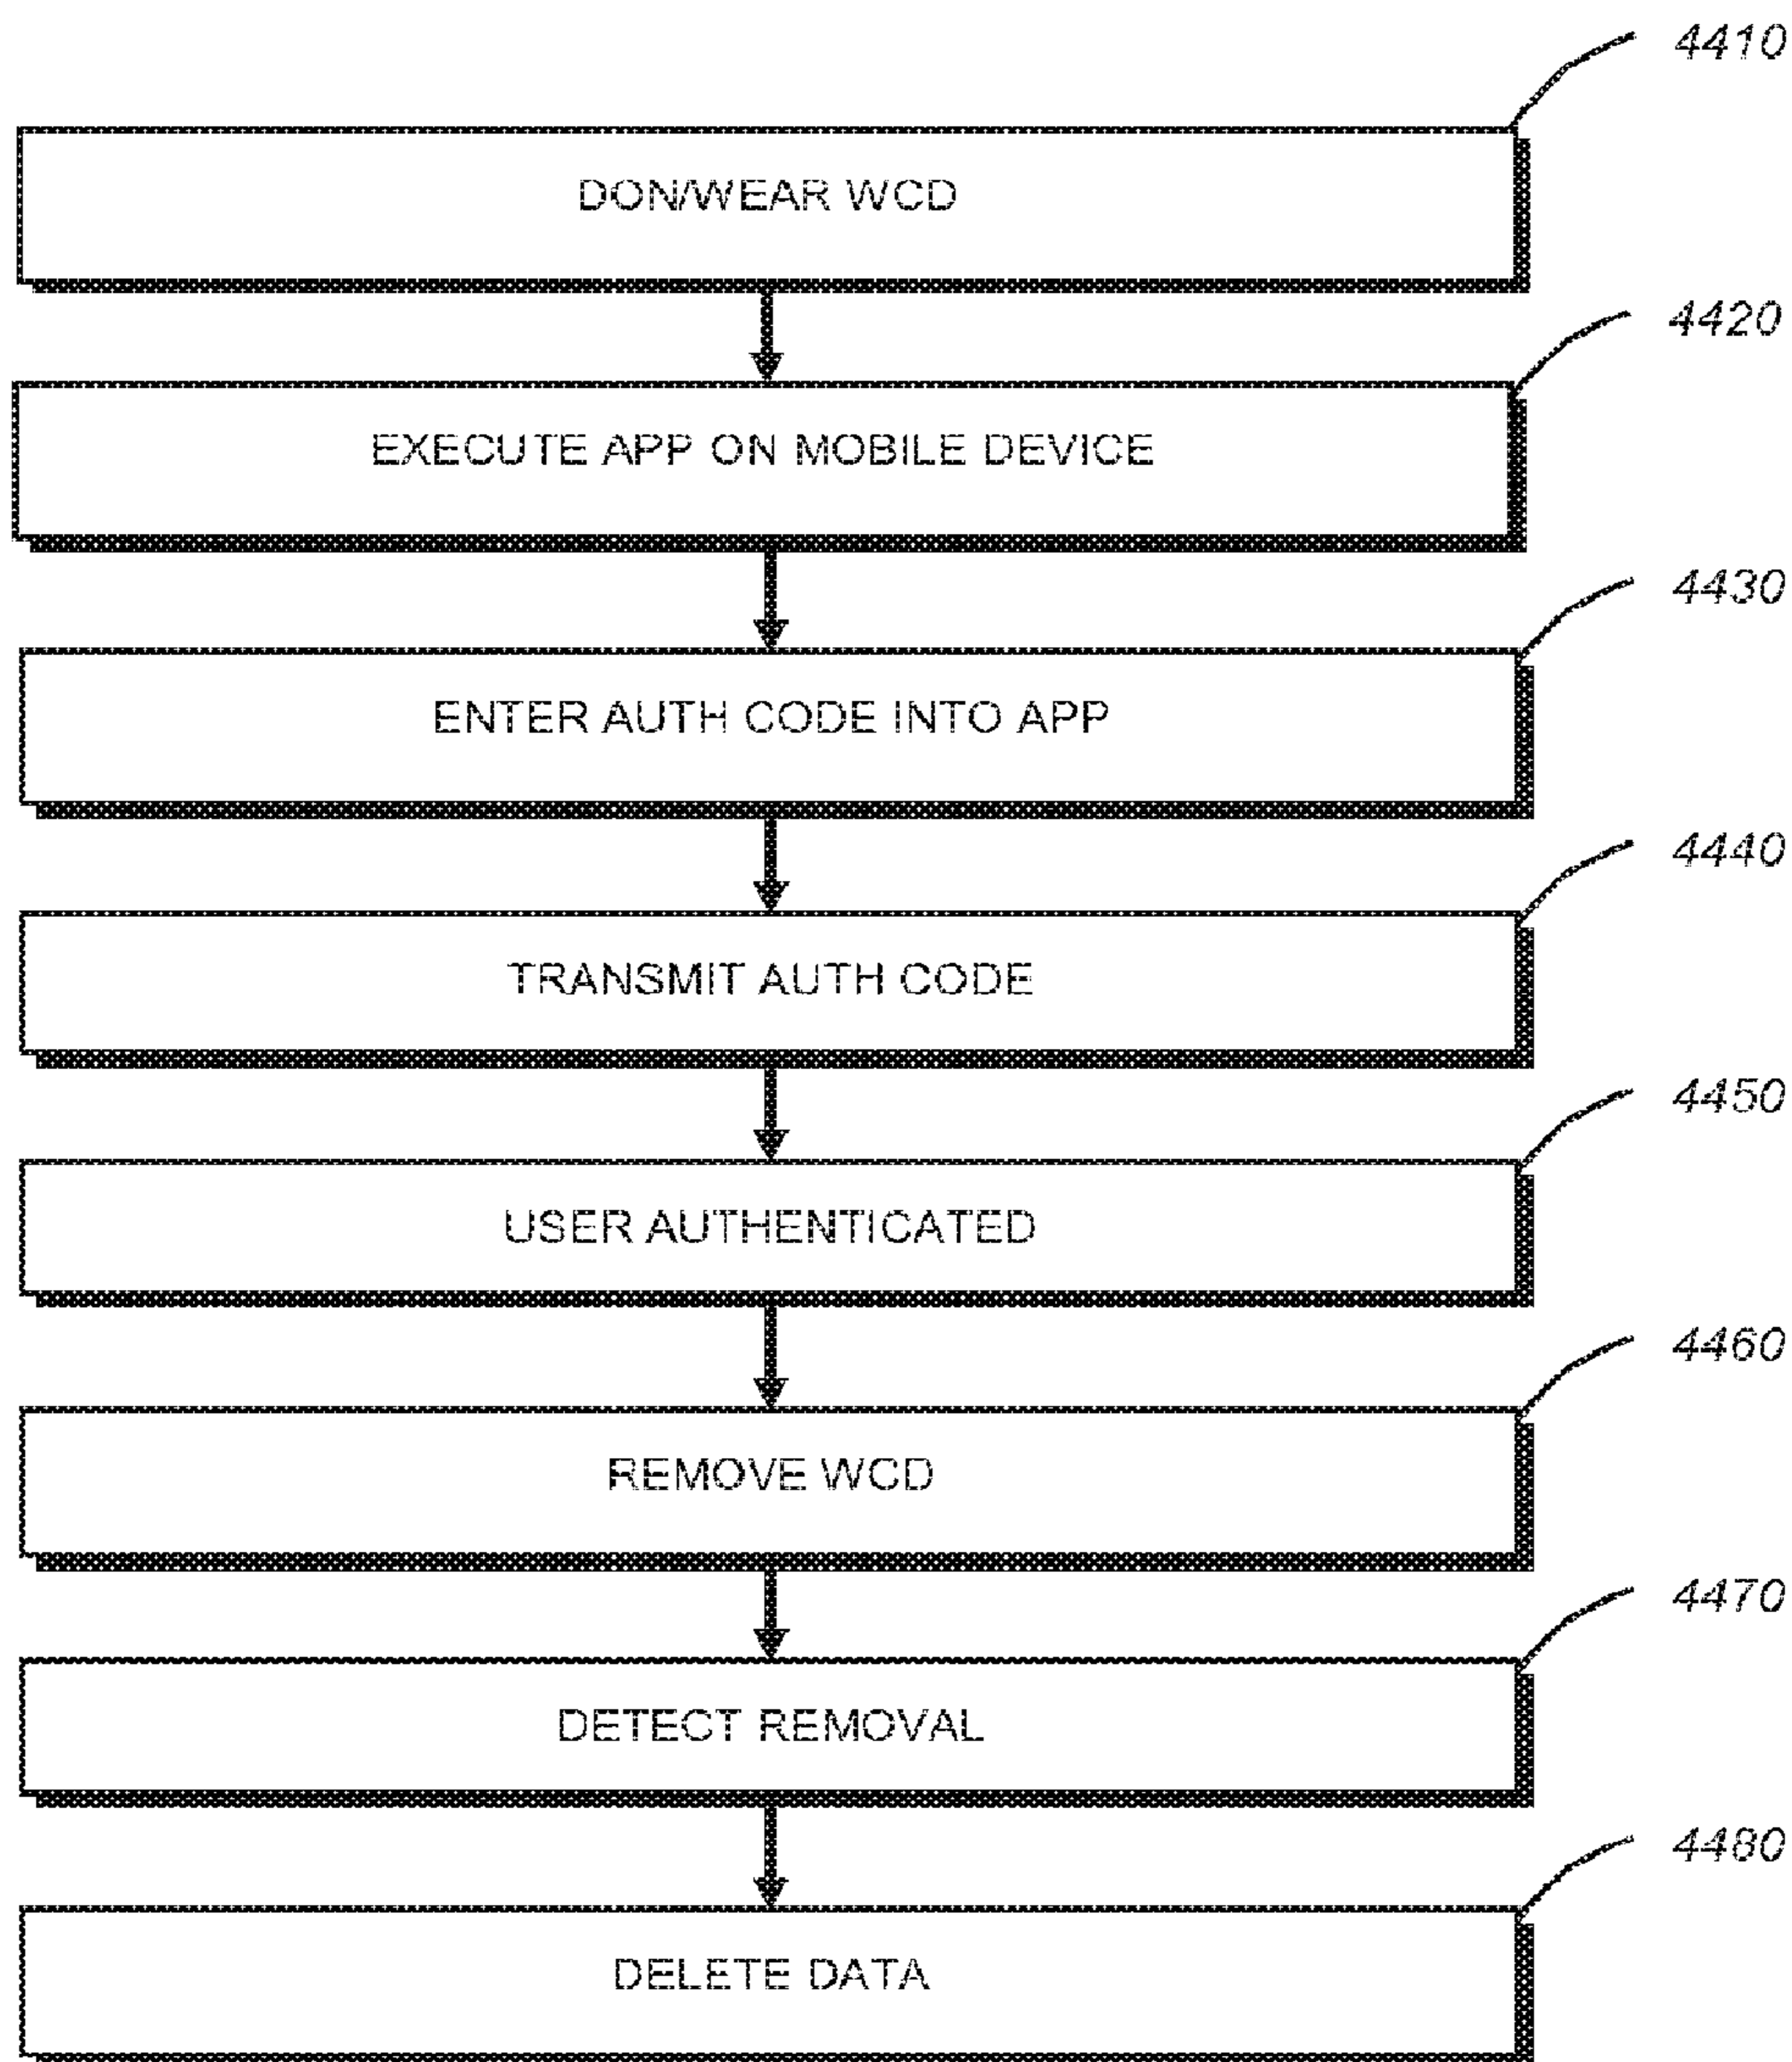 4410
DON/WEAR WCD
4420
EXECUTE APP ON MOBILE DEVICE
4430
ENTER AUTH CODE INTO APP
4440
TRANSMIT AUTH CODE
4450
USER AUTHENTICATED
4460
REMOVE WCD
4470
DETECT REMOVAL
4480
DELETE DATA